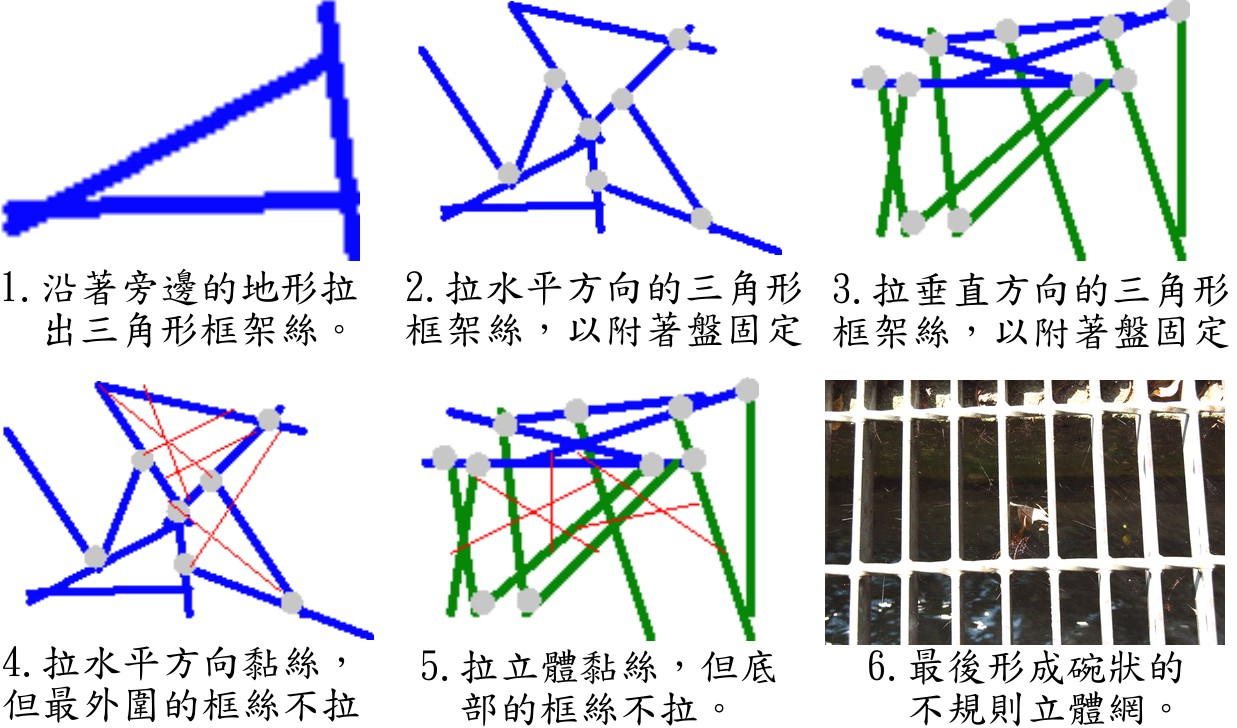 1.沿著旁邊的地形拉
出三角形框架絲。
2.拉水平方向的三角形
框架絲，以附著盤固定
3.拉垂直方向的三角形
框架絲，以附著盤固定
4.拉水平方向黏絲，
但最外圍的框絲不拉
5.拉立體黏絲，但底
部的框絲不拉。
6.最後形成碗狀的
不規則立體網。